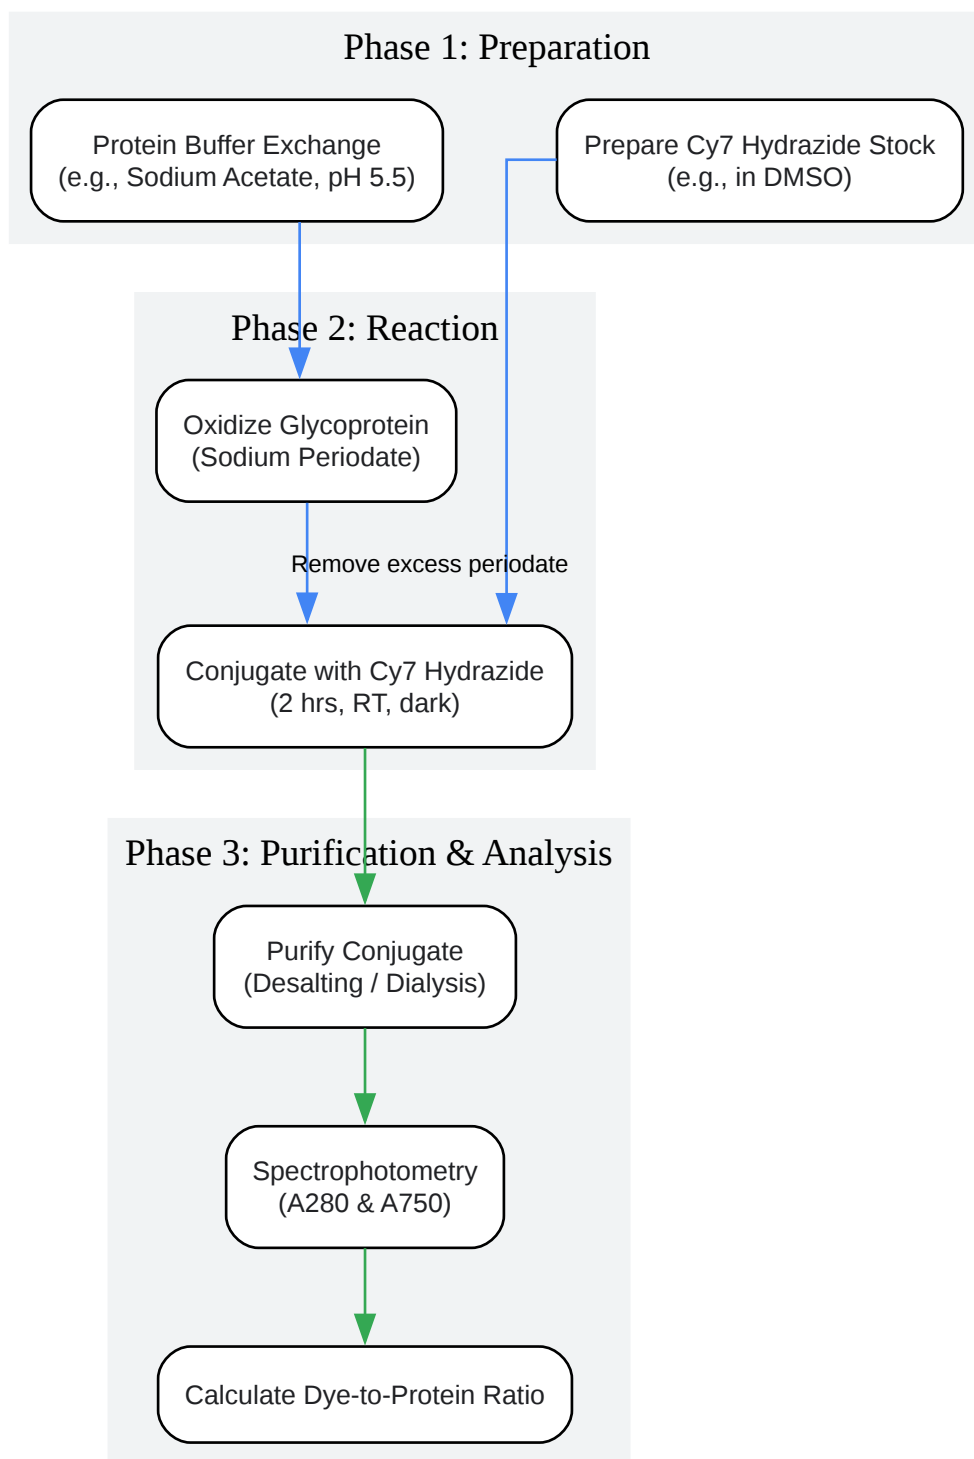 Phase 1: Preparation
Protein Buffer Exchange
(e.g., Sodium Acetate, pH 5.5)
Prepare Cy7 Hydrazide Stock
(e.g., in DMSO)
Phase 2: Reaction
Oxidize Glycoprotein
(Sodium Periodate)
Remove excess periodate
Conjugate with Cy7 Hydrazide
(2 hrs, RT, dark)
Phase 3: Purification & Analysis
Purify Conjugate
(Desalting / Dialysis)
Spectrophotometry
(A280 & A750)
Calculate Dye-to-Protein Ratio